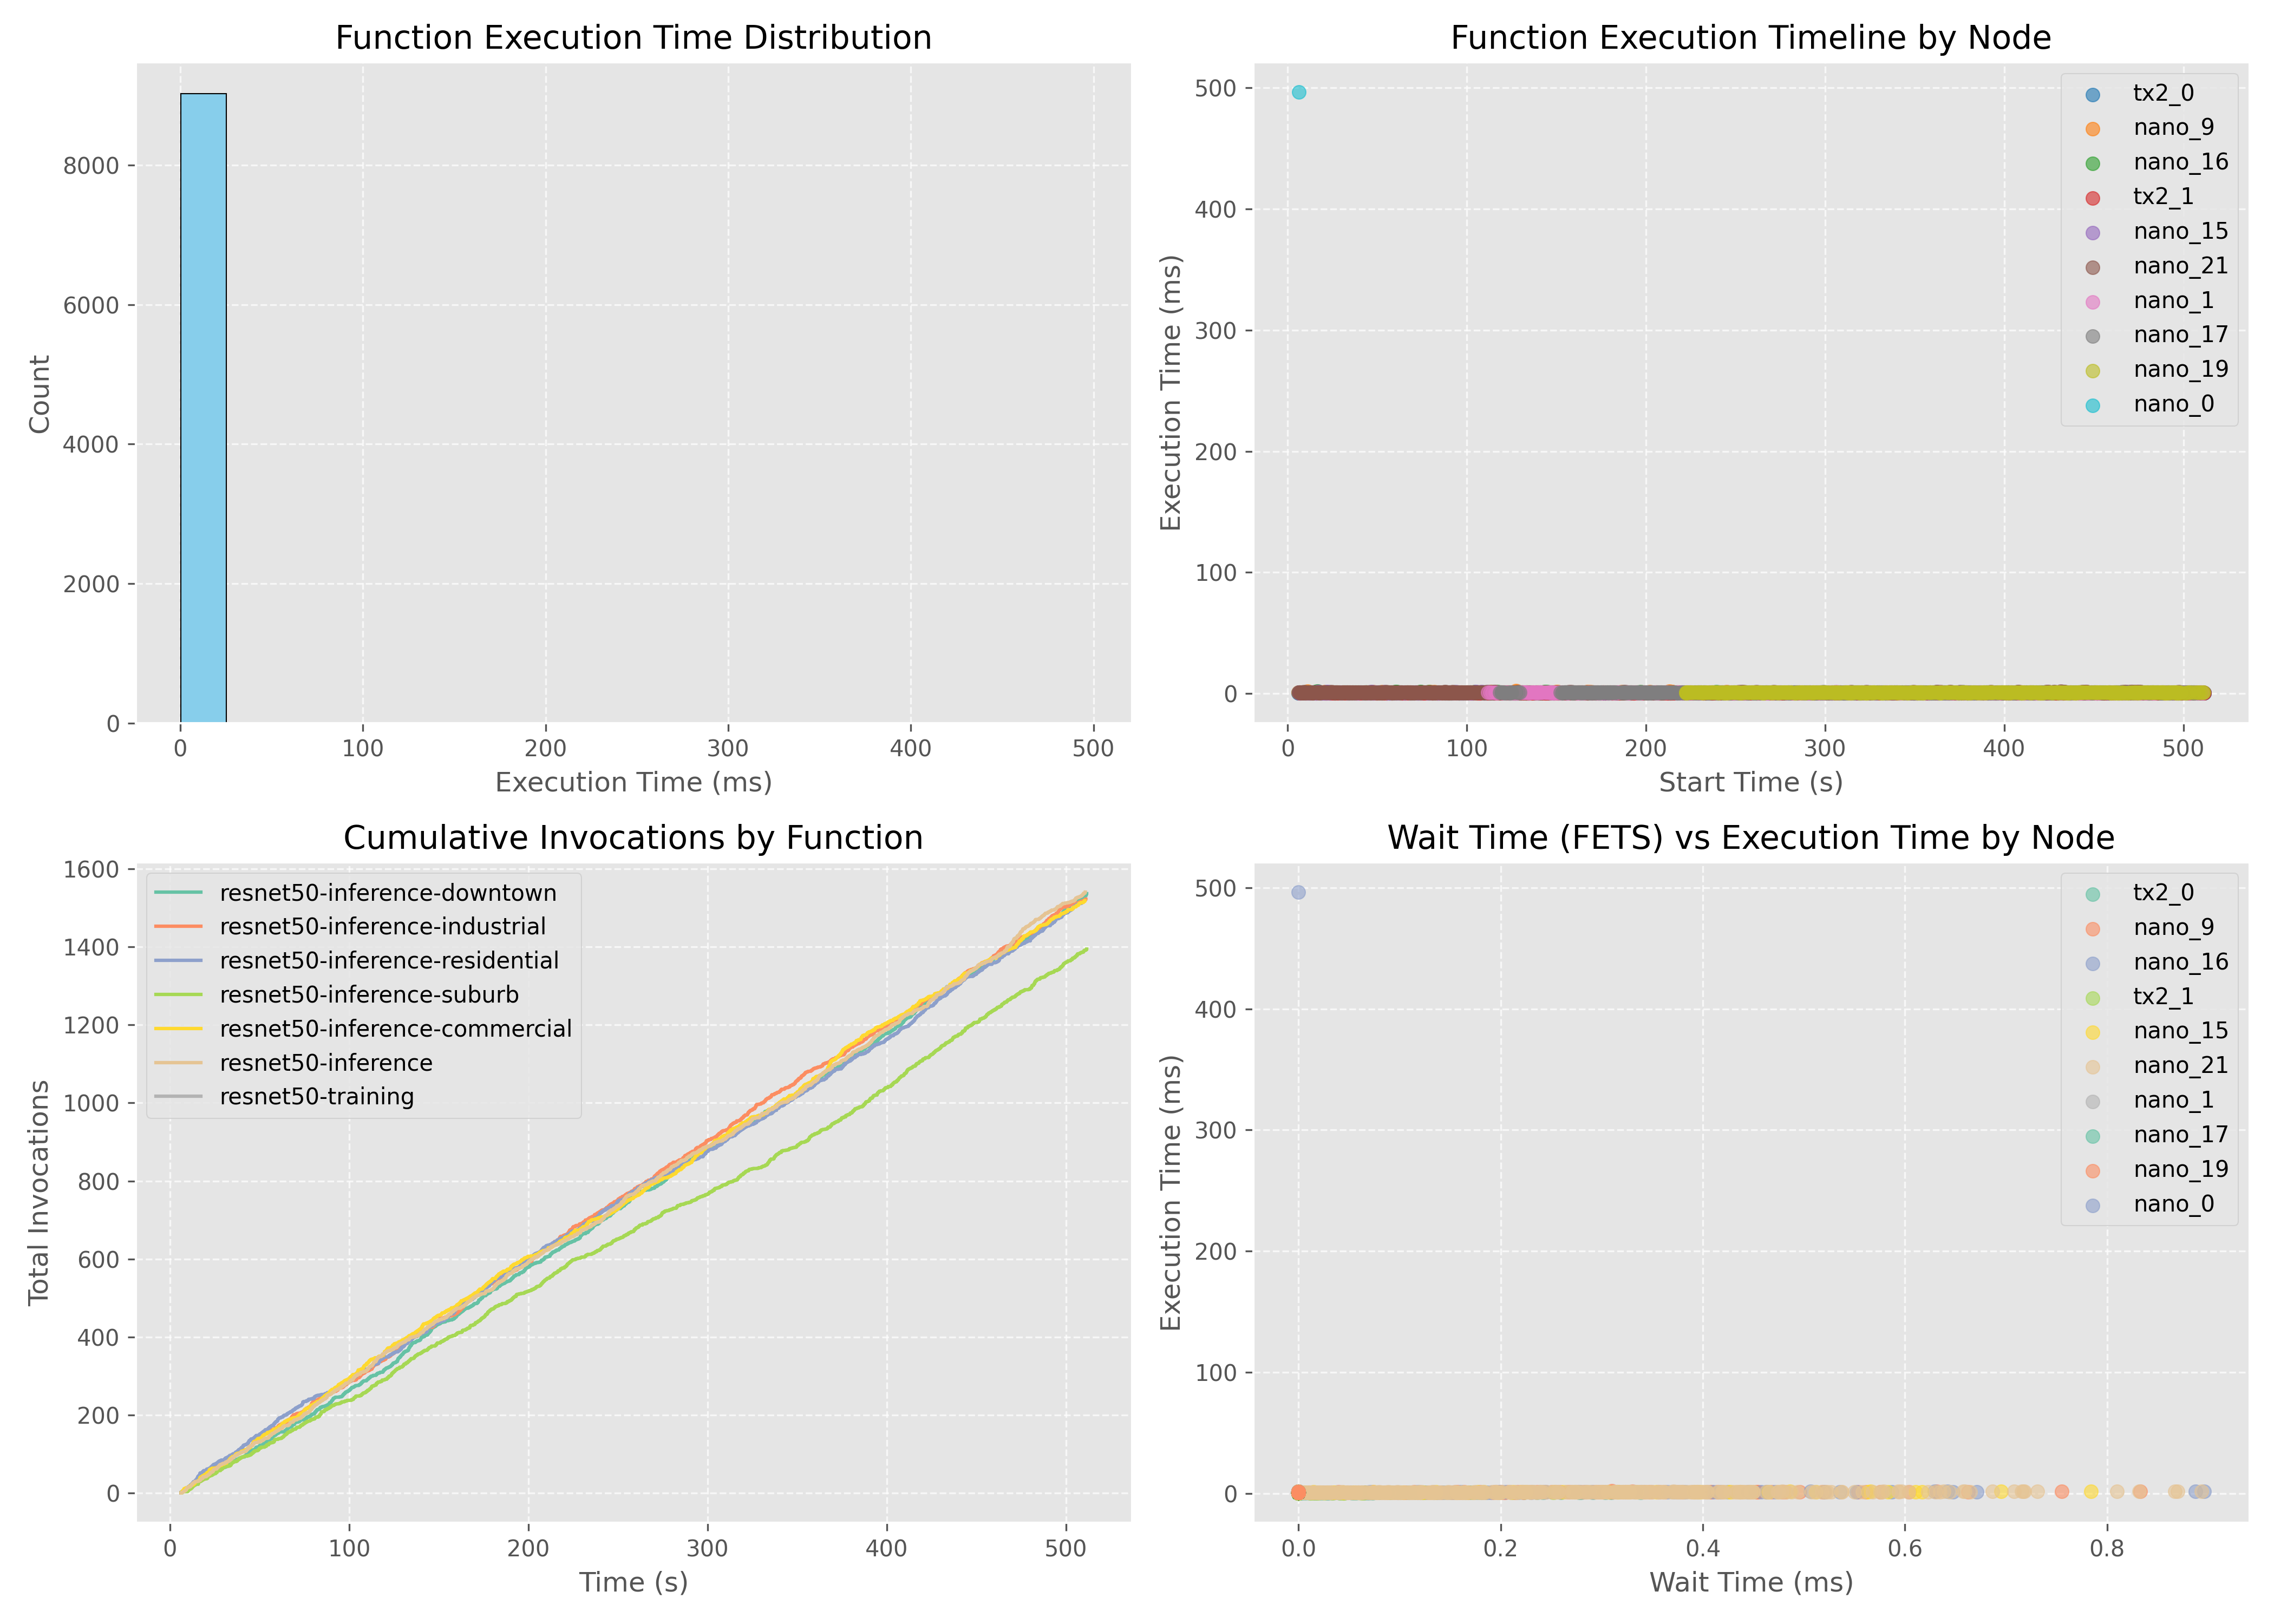 Function Execution Time Distribution
Count
8000
6000
4000
2000
0
0 100 200 300 400 500
Execution Time (ms)
Function Execution Timeline by Node
Execution Time (ms)
500
400
300
200
100
0
tx2_0
nano_9
nano_16
tx2_1
nano_15
nano_21
nano_1
nano_17
nano_19
nano_0
0 100 200 300 400 500
Start Time (s)
Cumulative Invocations by Function
Total Invocations
1600
1400
1200
1000
800
600
400
200
0
resnet50-inference-downtown
resnet50-inference-industrial
resnet50-inference-residential
resnet50-inference-suburb
resnet50-inference-commercial
resnet50-inference
resnet50-training
0 100 200 300 400 500
Time (s)
Wait Time (FETS) vs Execution Time by Node
Execution Time (ms)
500
400
300
200
100
0
tx2_0
nano_9
nano_16
tx2_1
nano_15
nano_21
nano_1
nano_17
nano_19
nano_0
0.0 0.2 0.4 0.6 0.8
Wait Time (ms)